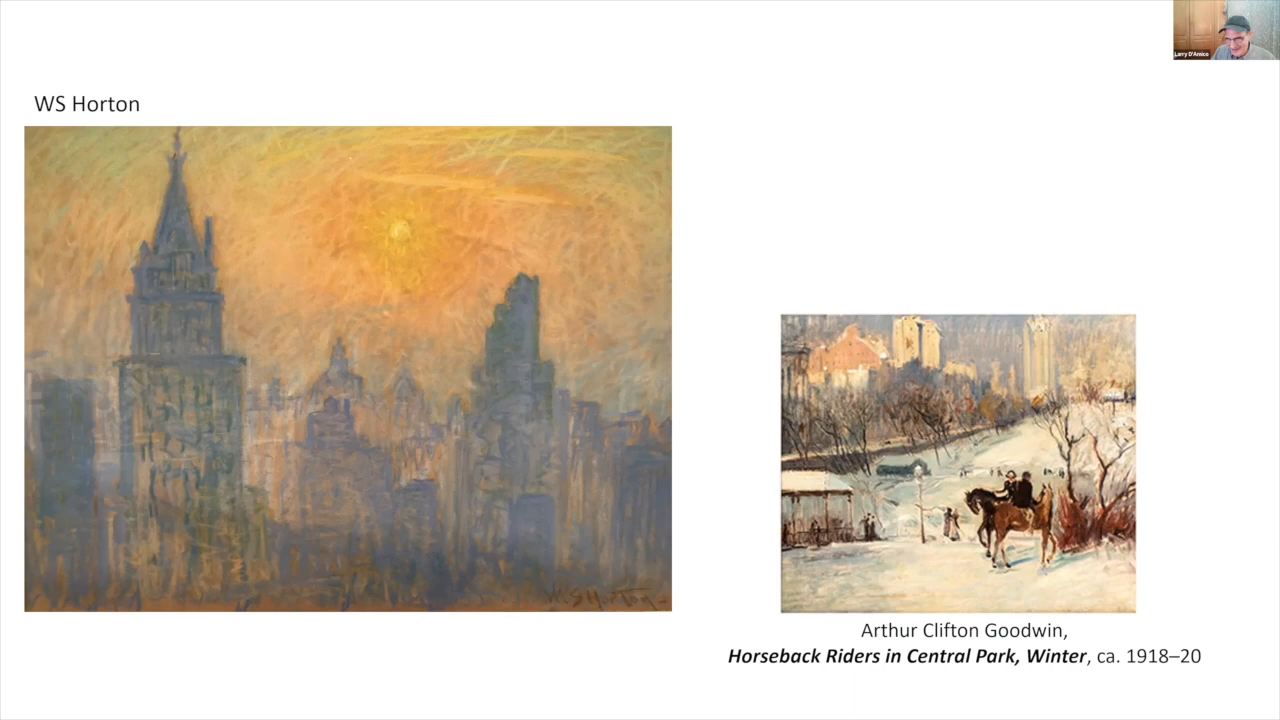 Larry D'Amico
WS Horton
W.S Horton-
Arthur Clifton Goodwin,
Horseback Riders in Central Park, Winter, ca. 1918–20